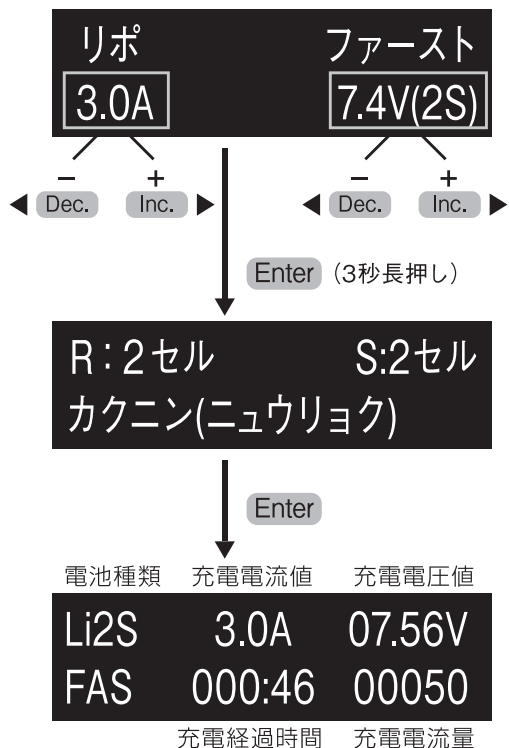 リポ ファースト
3.0A 7.4V(2S)
− + − +
◀ Dec. Inc. ▶ ◀ Dec. Inc. ▶
Enter (3秒長押し)
R:2セル S:2セル
カクニン(ニュウリョク)
Enter
電池種類 充電電流値 充電電圧値
Li2S 3.0A 07.56V
FAS 000:46 00050
充電経過時間 充電電流量